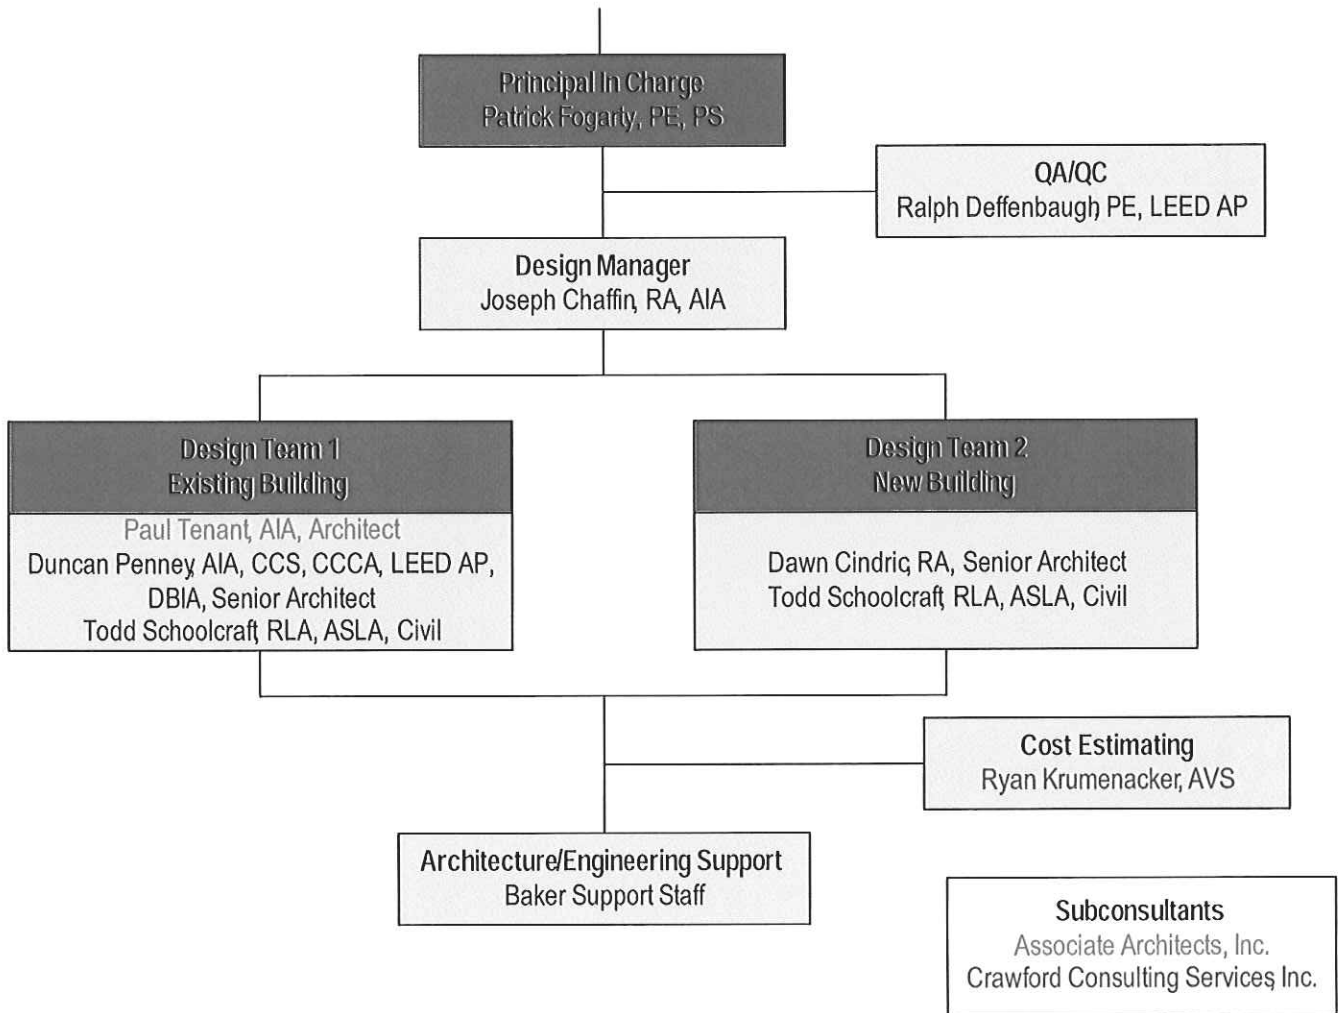 Principal In Charge
Patrick Fogarty, PE, PS
QA/QC
Ralph Deffenbaugh, PE, LEED AP
Design Manager
Joseph Chaffin, RA, AIA
Design Team 1
Existing Building
Paul Tenant, AIA, Architect
Duncan Penney, AIA, CCS, CCCA, LEED AP,
DBIA, Senior Architect
Todd Schoolcraft, RLA, ASLA, Civil
Design Team 2
New Building
Dawn Cindric, RA, Senior Architect
Todd Schoolcraft, RLA, ASLA, Civil
Cost Estimating
Ryan Krumenacker, AVS
Architecture/Engineering Support
Baker Support Staff
Subconsultants
Associate Architects, Inc.
Crawford Consulting Services, Inc.